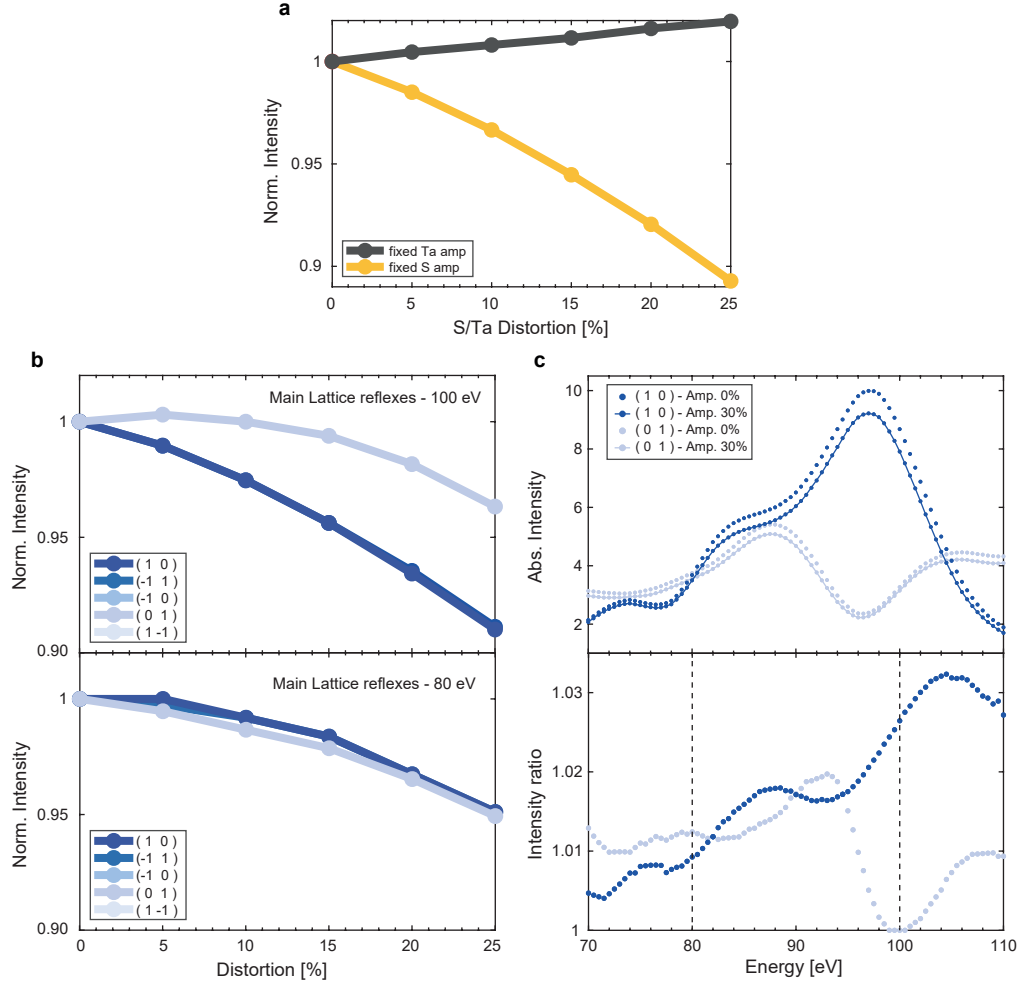 a
1
0.95
0.9
Norm. Intensity
fixed Ta amp
fixed S amp
0 5 10 15 20 25
S/Ta Distortion [%]
b
Main Lattice reflexes - 100 eV
1
0.95
0.90
Norm. Intensity
( 1 0 )
(-1 1 )
(-1 0 )
( 0 1 )
( 1 -1 )
Main Lattice reflexes - 80 eV
1
0.95
0.90
Norm. Intensity
( 1 0 )
(-1 1 )
(-1 0 )
( 0 1 )
( 1 -1 )
0 5 10 15 20 25
Distortion [%]
c
10
8
6
4
2
Abs. Intensity
( 1 0 ) - Amp. 0%
( 1 0 ) - Amp. 30%
( 0 1 ) - Amp. 0%
( 0 1 ) - Amp. 30%
1.03
1.02
1.01
1
Intensity ratio
70 80 90 100 110
Energy [eV]